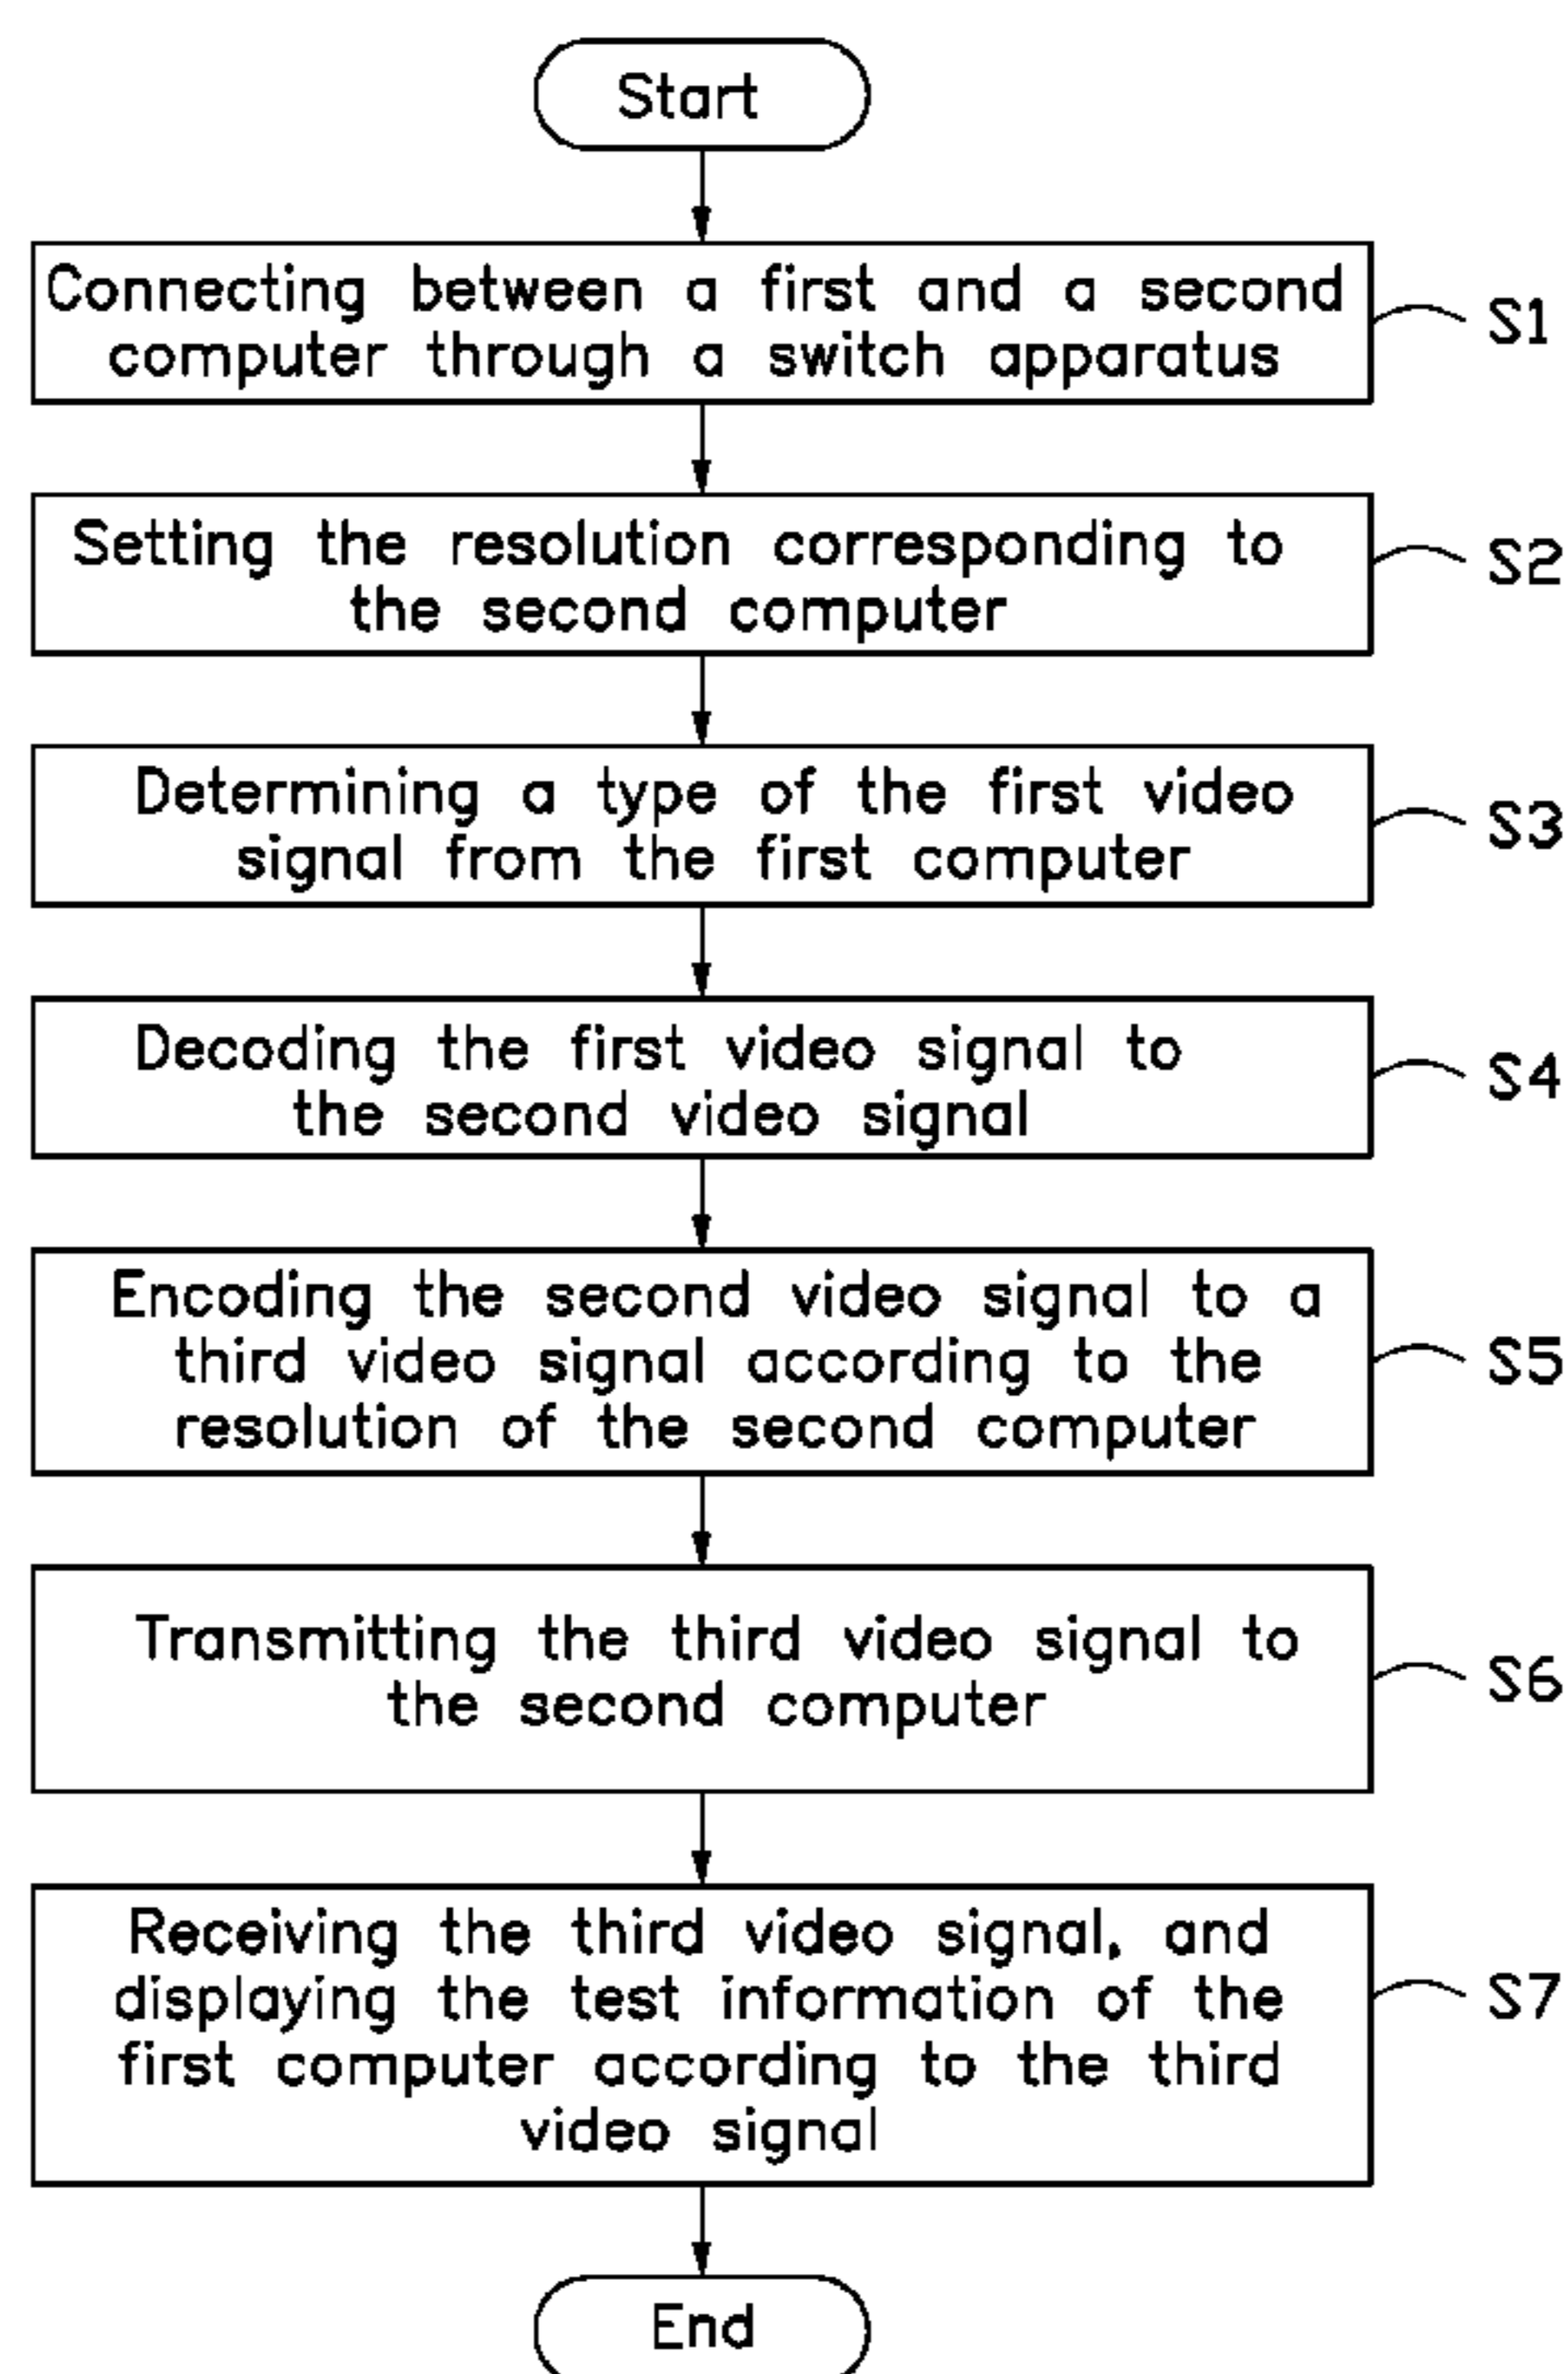 Start
Connecting between a first and a second
computer through a switch apparatus
S1
Setting the resolution corresponding to
the second computer
S2
Determining a type of the first video
signal from the first computer
S3
Decoding the first video signal to
the second video signal
S4
Encoding the second video signal to a
third video signal according to the
resolution of the second computer
S5
Transmitting the third video signal to
the second computer
S6
Receiving the third video signal, and
displaying the test information of the
first computer according to the third
video signal
S7
End